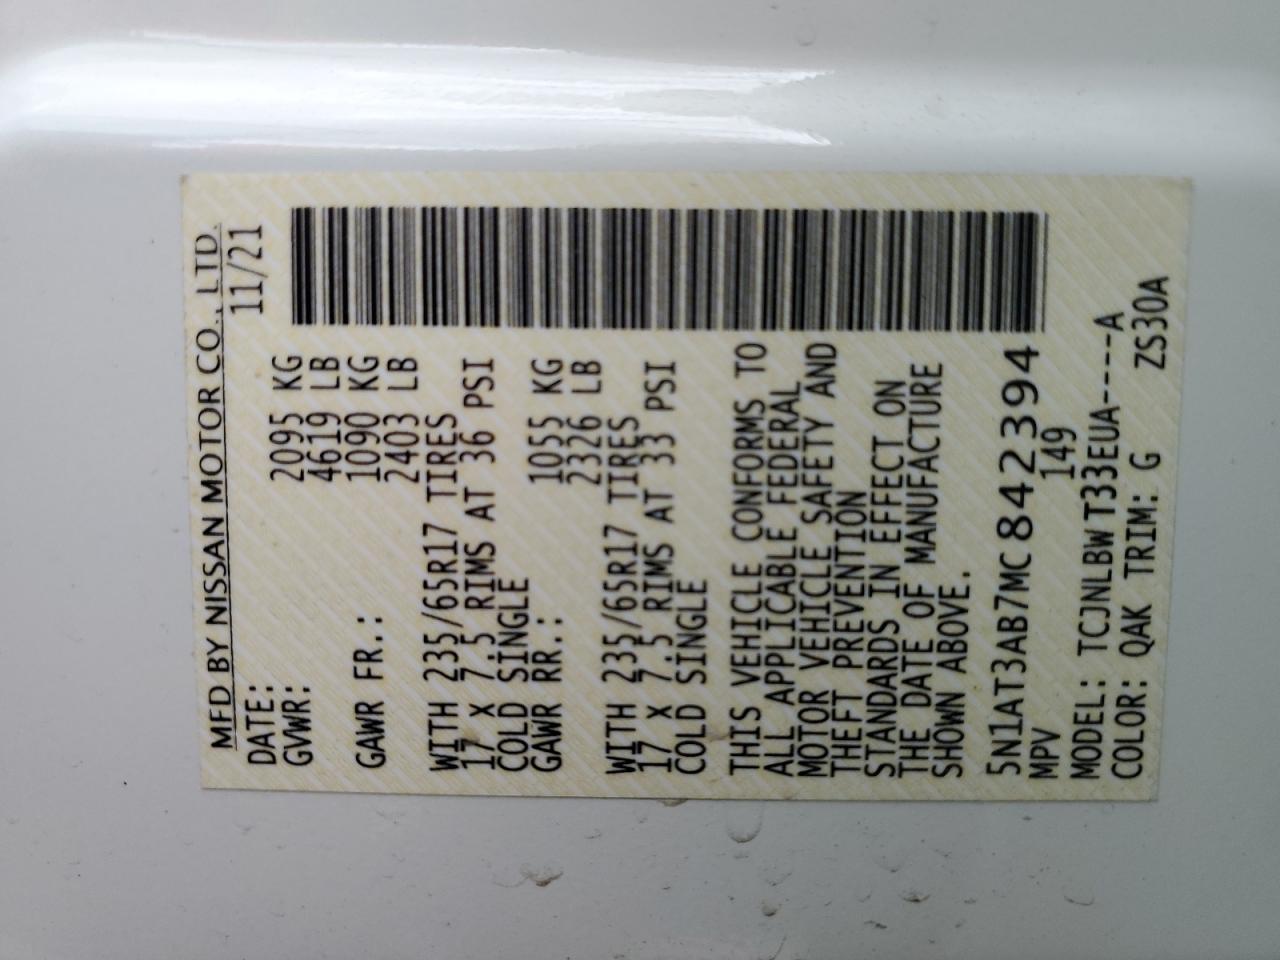 MFD BY NISSAN MOTOR CO., LTD.
DATE: 11/21
GVWR: 2095 KG
4619 LB
GAWR FR.: 1090 KG
2403 LB
WITH 235/65R17 TIRES
17 X 7.5 RIMS AT 36 PSI
COLD SINGLE
GAWR RR.: 1055 KG
2326 LB
WITH 235/65R17 TIRES
17 X 7.5 RIMS AT 33 PSI
COLD SINGLE
THIS VEHICLE CONFORMS TO
ALL APPLICABLE FEDERAL
MOTOR VEHICLE SAFETY AND
THEFT PREVENTION
STANDARDS IN EFFECT ON
THE DATE OF MANUFACTURE
SHOWN ABOVE.
5N1AT3AB7MC842394
MPV 149
MODEL: TCJNLBWT33EUA----A
COLOR: QAK TRIM: G ZS30A